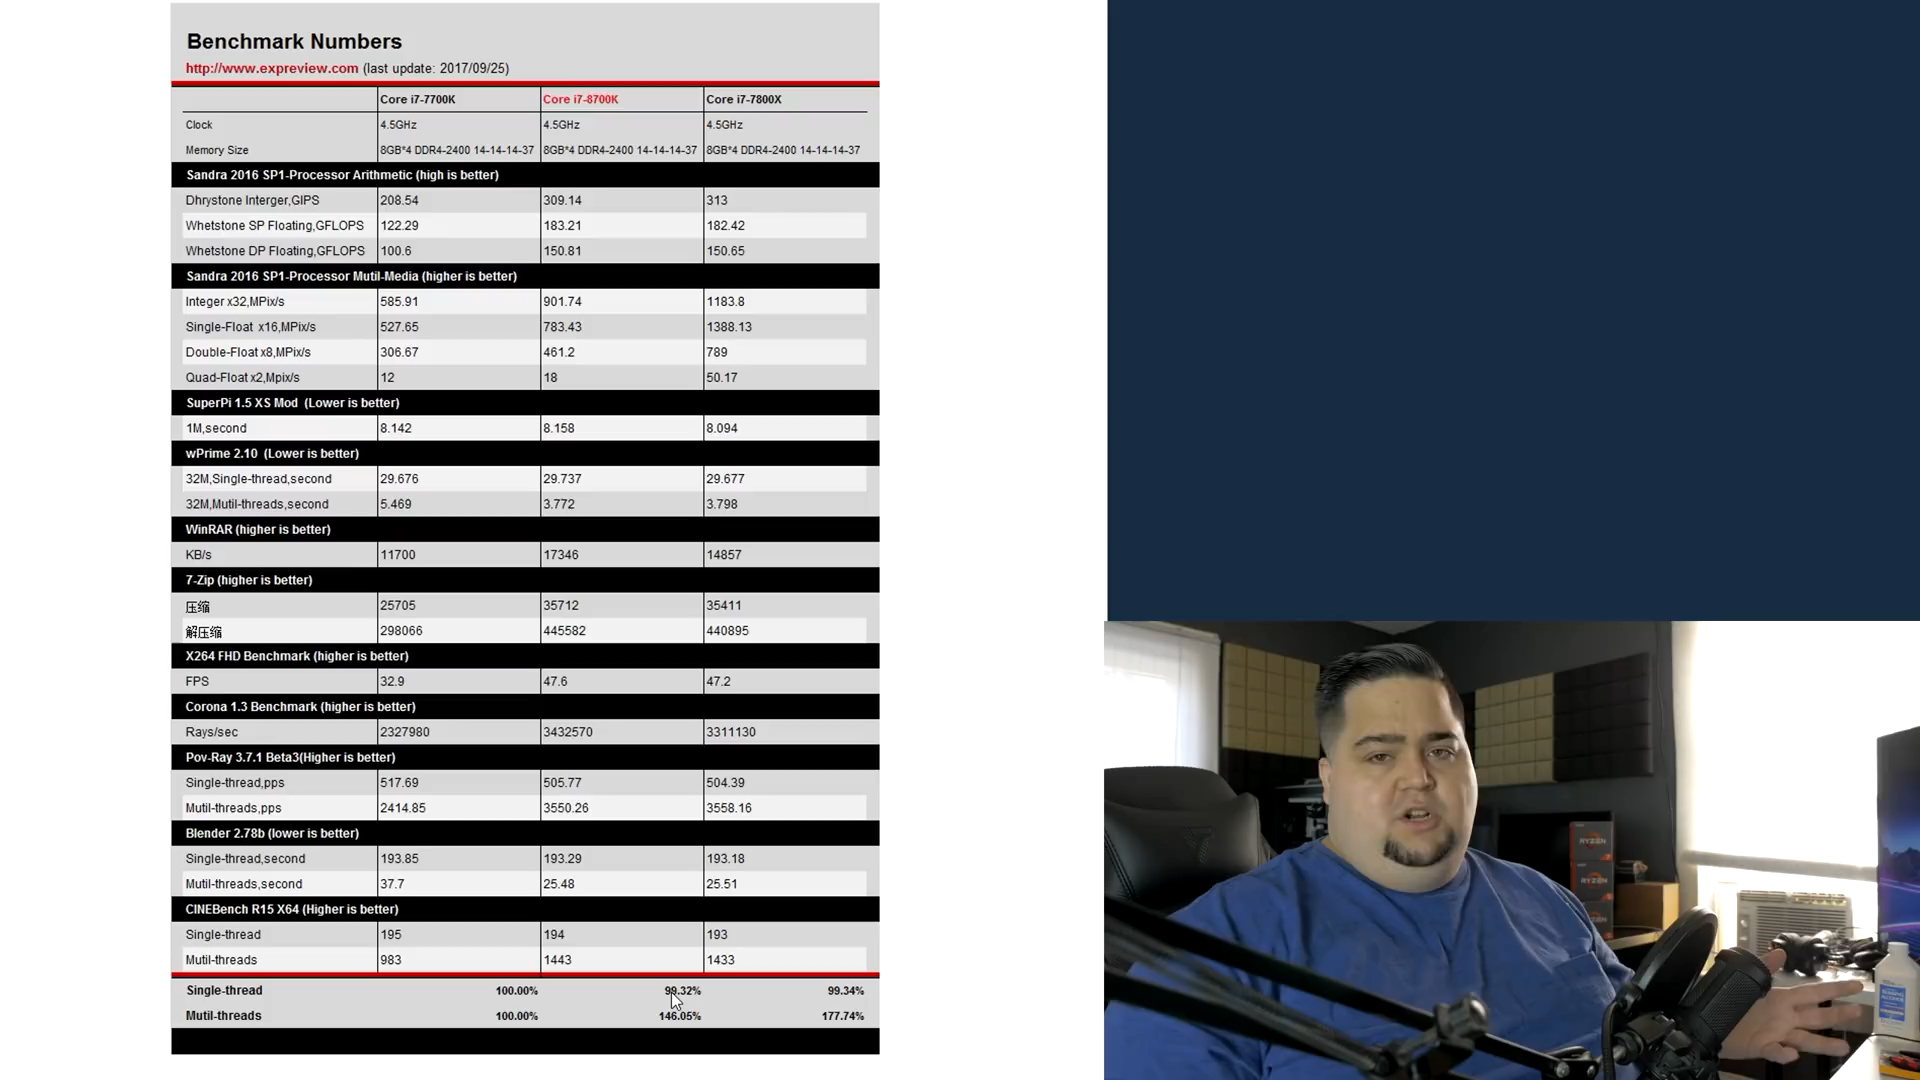 Benchmark Numbers
http://www.expreview.com (last update: 2017/09/25)
Core i7-7700K Core i7-8700K Core i7-7800X
Clock 4.5GHz 4.5GHz 4.5GHz
Memory Size 8GB*4 DDR4-2400 14-14-14-37 8GB*4 DDR4-2400 14-14-14-37 8GB*4 DDR4-2400 14-14-14-37
Sandra 2016 SP1-Processor Arithmetic (high is better)
Dhrystone Interger,GIPS 208.54 309.14 313
Whetstone SP Floating,GFLOPS 122.29 183.21 182.42
Whetstone DP Floating,GFLOPS 100.6 150.81 150.65
Sandra 2016 SP1-Processor Mutil-Media (higher is better)
Integer x32,MPix/s 585.91 901.74 1183.8
Single-Float x16,MPix/s 527.65 783.43 1388.13
Double-Float x8,MPix/s 306.67 461.2 789
Quad-Float x2,Mpix/s 12 18 50.17
SuperPi 1.5 XS Mod (Lower is better)
1M,second 8.142 8.158 8.094
wPrime 2.10 (Lower is better)
32M,Single-thread,second 29.676 29.737 29.677
32M,Mutil-threads,second 5.469 3.772 3.798
WinRAR (higher is better)
KB/s 11700 17346 14857
7-Zip (higher is better)
压缩 25705 35712 35411
解压缩 298066 445582 440895
X264 FHD Benchmark (higher is better)
FPS 32.9 47.6 47.2
Corona 1.3 Benchmark (higher is better)
Rays/sec 2327980 3432570 3311130
Pov-Ray 3.7.1 Beta3(Higher is better)
Single-thread,pps 517.69 505.77 504.39
Mutil-threads,pps 2414.85 3550.26 3558.16
Blender 2.78b (lower is better)
Single-thread,second 193.85 193.29 193.18
Mutil-threads,second 37.7 25.48 25.51
CINEBench R15 X64 (Higher is better)
Single-thread 195 194 193
Mutil-threads 983 1443 1433
Single-thread 100.00% 99.32% 99.34%
Mutil-threads 100.00% 146.05% 177.74%
RYZEN
RYZEN